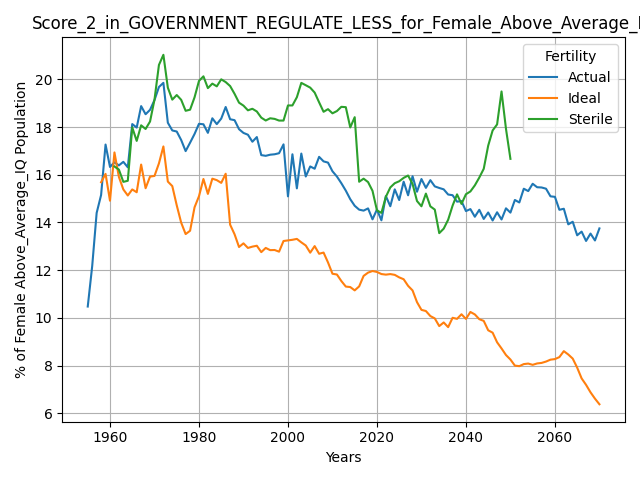 Score_2_in_GOVERNMENT_REGULATE_LESS_for_Female_Above_Average_I
% of Female Above_Average_IQ Population
20
18
16
14
12
10
8
6
Fertility
Actual
Ideal
Sterile
1960
1980
2000
2020
2040
2060
Years